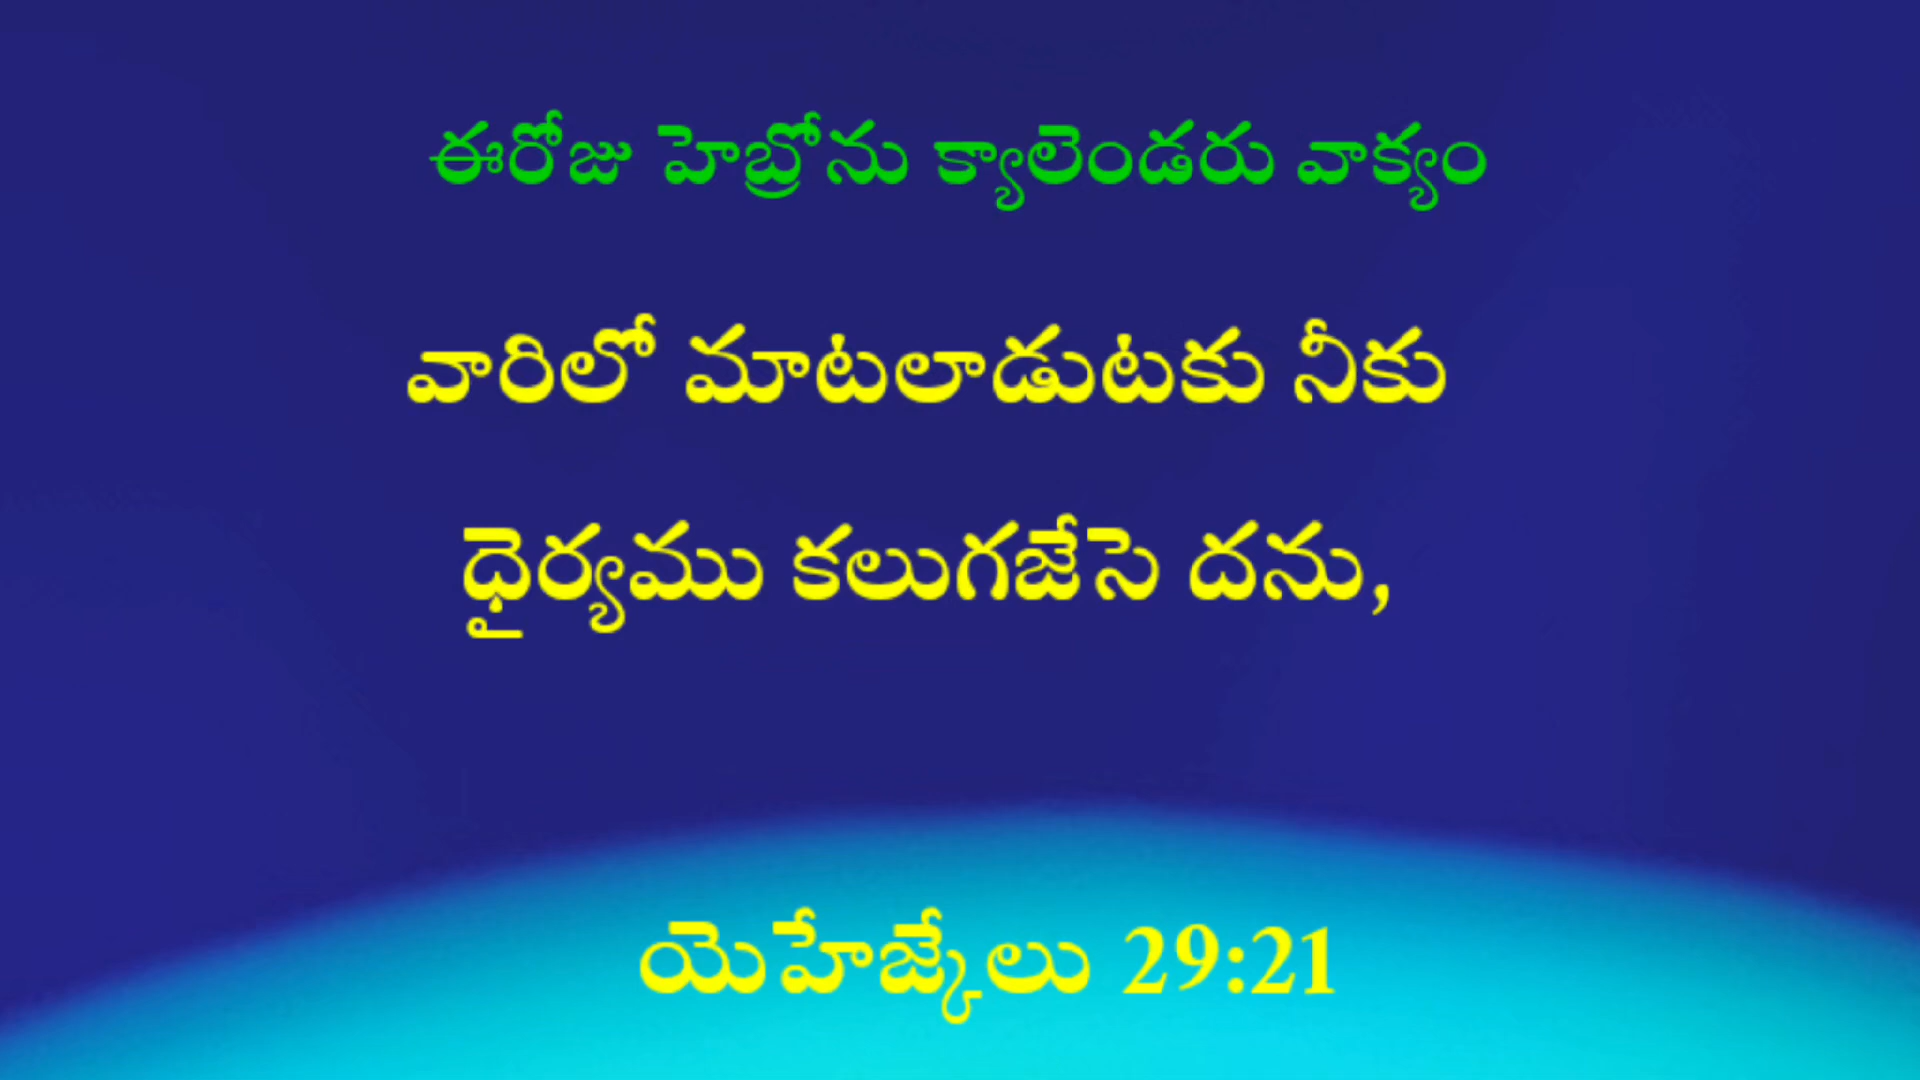 ఈరోజు హెబ్రోను క్యాలెండరు వాక్యం
వారిలో మాటలాడుటకు నీకు
ధైర్యము కలుగజేసె దను,
యెహేజ్కేలు 29:21